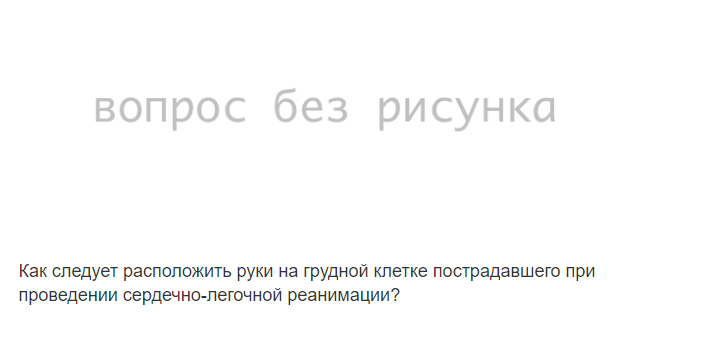 вопрос без рисунка
Как следует расположить руки на грудной клетке пострадавшего при
проведении сердечно-легочной реанимации?